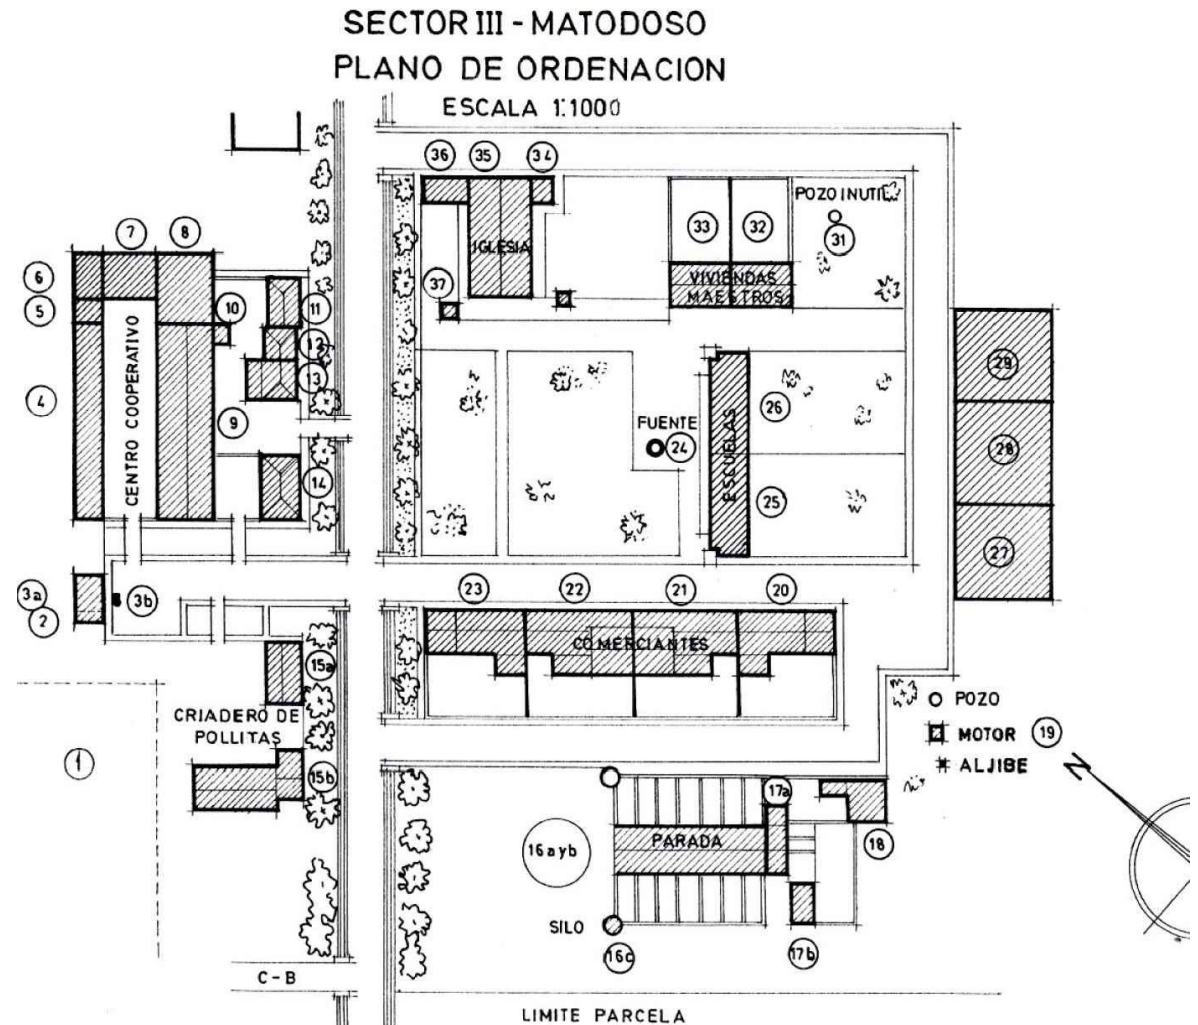 SECTOR III - MATODOSO
PLANO DE ORDENACION
ESCALA 1:1000
36
35
34
POZO INUTIL
7
8
33
32
31
6
IGLESIA
VIVIENDAS
MAESTROS
37
5
10
11
12
13
29
4
CENTRO COOPERATIVO
9
26
FUENTE
24
ESCUELAS
28
14
25
27
3a
2
3b
23
22
21
20
COMERCIANTES
15a
POZO
CRIADERO DE
POLLITAS
MOTOR
19
1
15b
ALJIBE
N
17a
16ayb
PARADA
18
SILO
16c
17b
C-B
LIMITE PARCELA